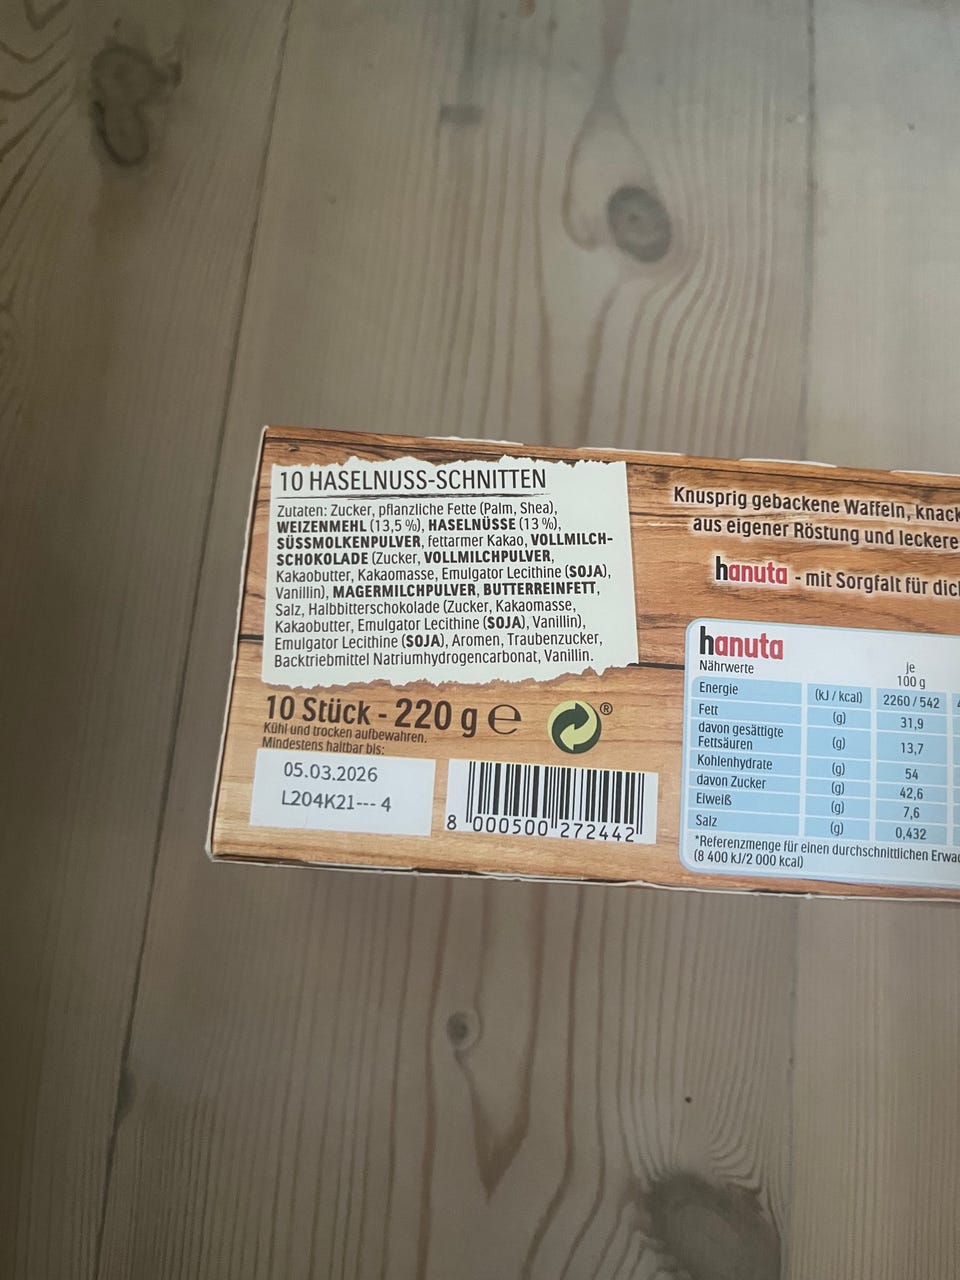 10 HASELNUSS-SCHNITTEN
Zutaten: Zucker, pflanzliche Fette (Palm, Shea),
WEIZENMEHL (13,5 %), HASELNÜSSE (13 %),
SÜSSMOLKENPULVER, fettarmer Kakao, VOLLMILCH-
SCHOKOLADE (Zucker, VOLLMILCHPULVER,
Kakaobutter, Kakaomasse, Emulgator Lecithine (SOJA),
Vanillin), MAGERMILCHPULVER, BUTTERREINFETT,
Salz, Halbbitterschokolade (Zucker, Kakaomasse,
Kakaobutter, Emulgator Lecithine (SOJA), Vanillin),
Emulgator Lecithine (SOJA), Aromen, Traubenzucker,
Backtriebmittel Natriumhydrogencarbonat, Vanillin.
10 Stück - 220 g e
®
Kühl und trocken aufbewahren.
Mindestens haltbar bis:
05.03.2026
L204K21--- 4
8 000500 272442
Knusprig gebackene Waffeln, knack
aus eigener Röstung und leckere
hanuta - mit Sorgfalt für dich
hanuta
Nährwerte je 100 g
Energie (kJ / kcal) 2260 / 542
Fett (g) 31,9
davon gesättigte Fettsäuren (g) 13,7
Kohlenhydrate (g) 54
davon Zucker (g) 42,6
Eiweiß (g) 7,6
Salz (g) 0,432
*Referenzmenge für einen durchschnittlichen Erwa
(8 400 kJ/2 000 kcal)